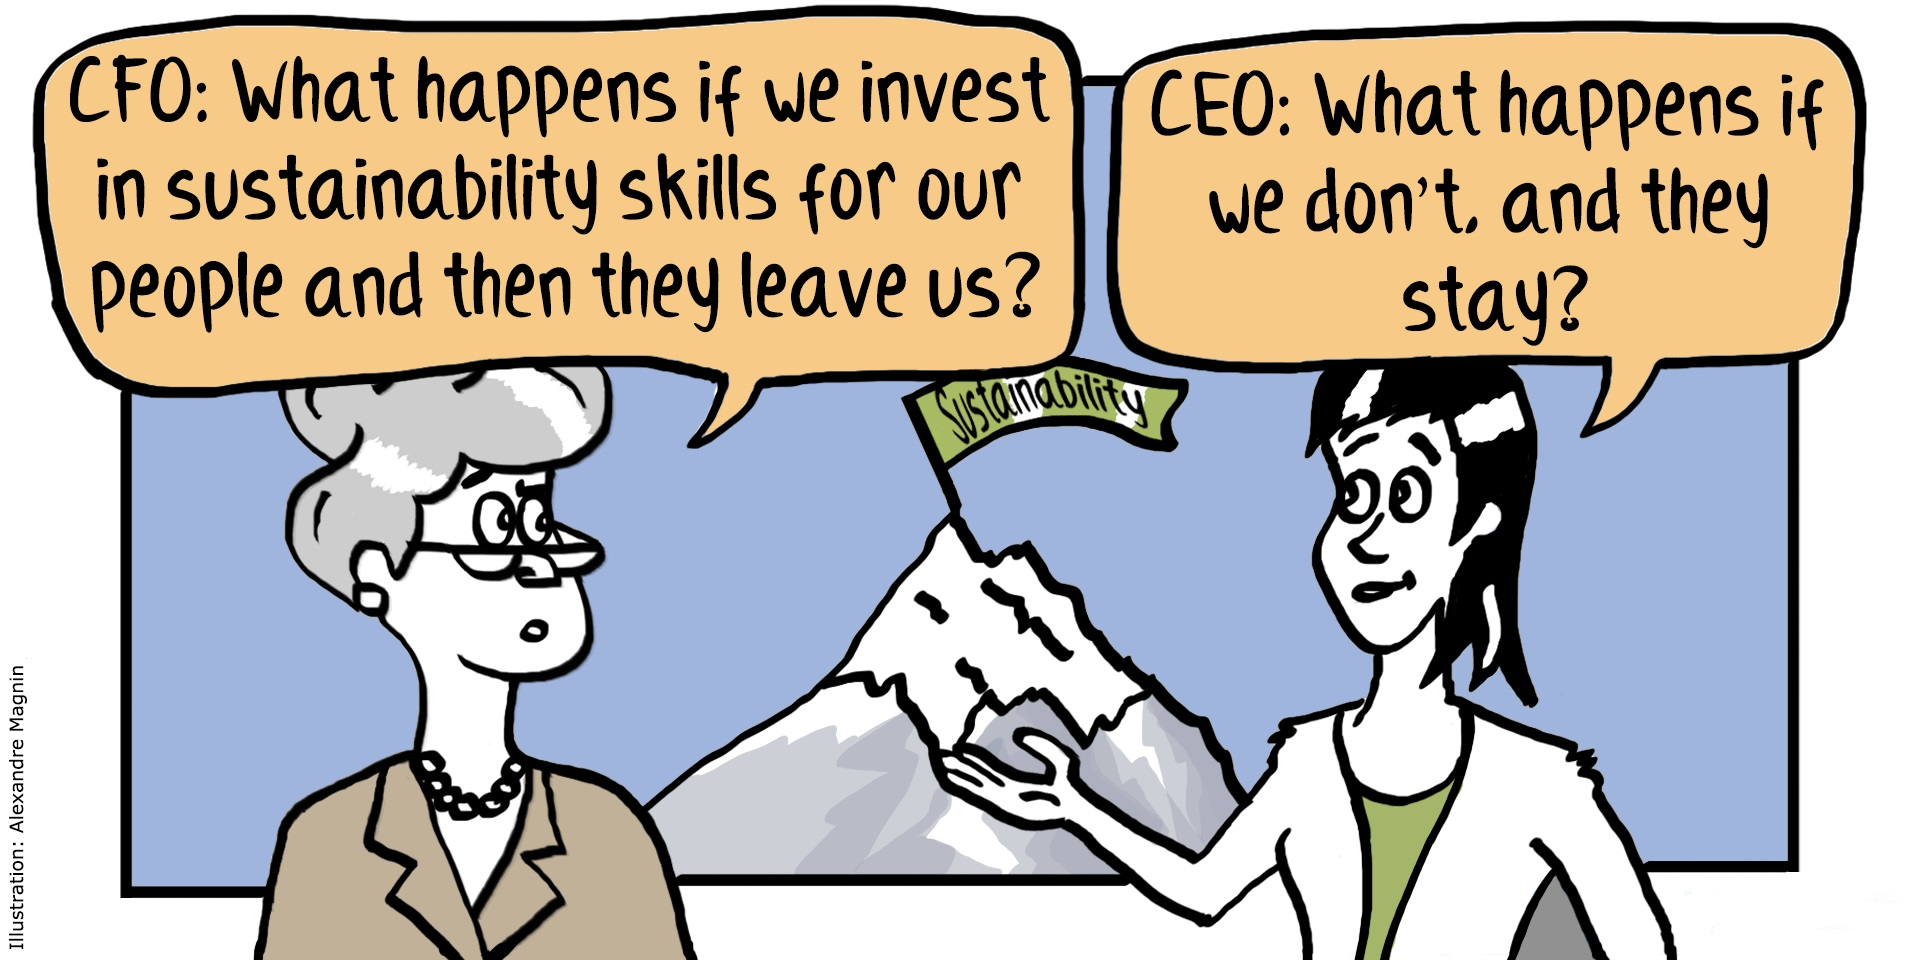 CFO: What happens if we invest
in sustainability skills for our
people and then they leave us?
CEO: What happens if
we don't. and they
stay?
Sustainability
Illustration: Alexandre Magnin